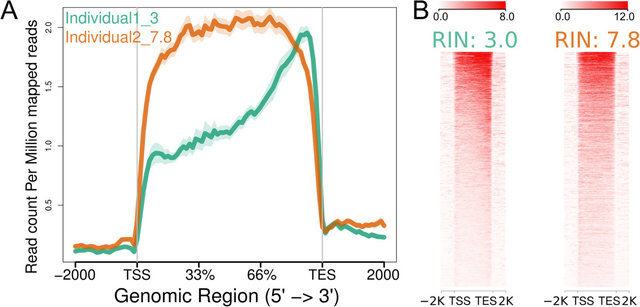 A
Individual1_3
Individual2_7.8
Read count Per Million mapped reads
2.0
1.5
1.0
0.5
−2000 TSS 33% 66% TES 2000
Genomic Region (5' −> 3')
B
0.0 8.0 0.0 12.0
RIN: 3.0 RIN: 7.8
−2K TSS TES 2K −2K TSS TES 2K